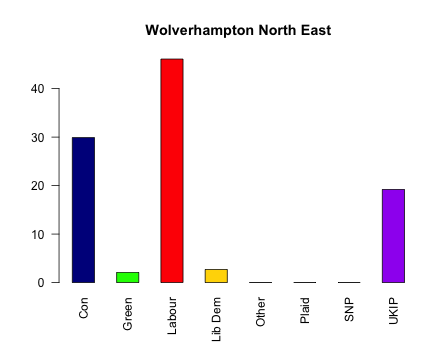 Wolverhampton North East
40
30
20
10
0
Con
Green
Labour
Lib Dem
Other
Plaid
SNP
UKIP